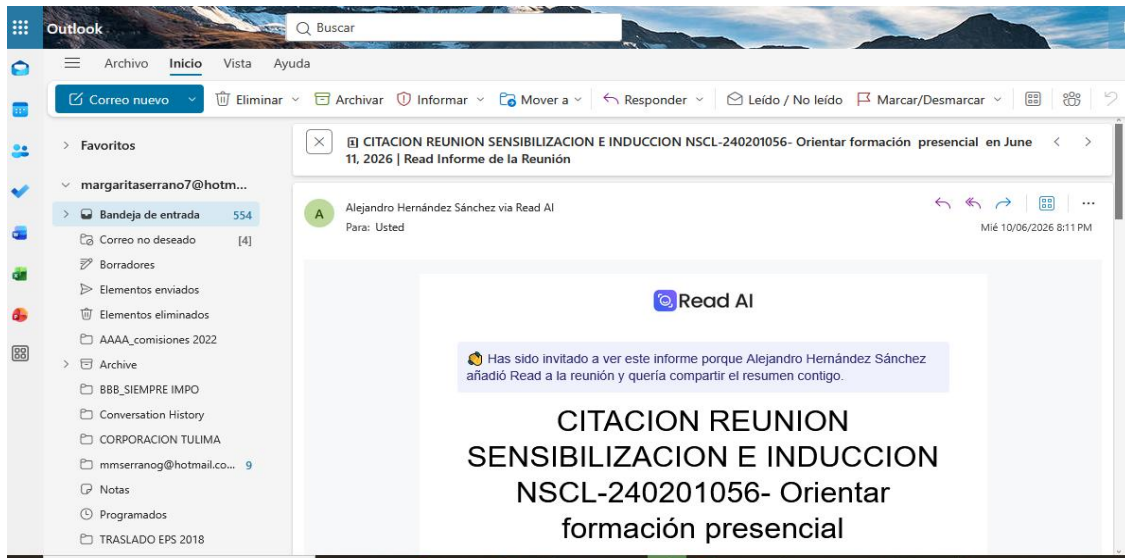 Outlook
Buscar
Archivo Inicio Vista Ayuda
Correo nuevo Eliminar Archivar Informar Mover a Responder Leído / No leído Marcar/Desmarcar
Favoritos
margaritaserrano7@hotm...
Bandeja de entrada 554
Correo no deseado [4]
Borradores
Elementos enviados
Elementos eliminados
AAAA_comisiones 2022
Archive
BBB_SIEMPRE IMPO
Conversation History
CORPORACION TULIMA
mmserranog@hotmail.co... 9
Notas
Programados
TRASLADO EPS 2018
CITACION REUNION SENSIBILIZACION E INDUCCION NSCL-240201056- Orientar formación presencial en June
11, 2026 | Read Informe de la Reunión
A
Alejandro Hernández Sánchez via Read AI
Para: Usted
Mié 10/06/2026 8:11 PM
Read AI
Has sido invitado a ver este informe porque Alejandro Hernández Sánchez
añadió Read a la reunión y quería compartir el resumen contigo.
CITACION REUNION
SENSIBILIZACION E INDUCCION
NSCL-240201056- Orientar
formación presencial